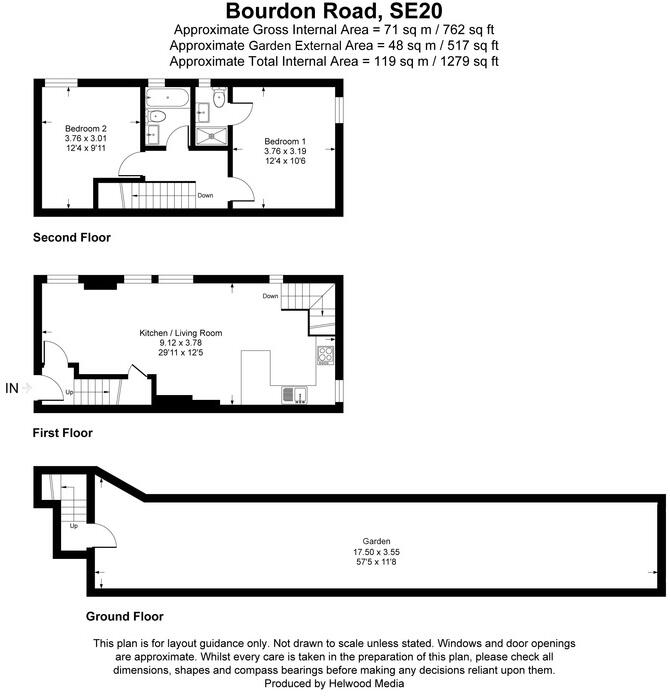 Bourdon Road, SE20
Approximate Gross Internal Area = 71 sq m / 762 sq ft
Approximate Garden External Area = 48 sq m / 517 sq ft
Approximate Total Internal Area = 119 sq m / 1279 sq ft
Bedroom 2
3.76 x 3.01
12'4 x 9'11
Bedroom 1
3.76 x 3.19
12'4 x 10'6
Down
Second Floor
Down
Kitchen / Living Room
9.12 x 3.78
29'11 x 12'5
IN
Up
First Floor
Up
Garden
17.50 x 3.55
57'5 x 11'8
Ground Floor
This plan is for layout guidance only. Not drawn to scale unless stated. Windows and door openings
are approximate. Whilst every care is taken in the preparation of this plan, please check all
dimensions, shapes and compass bearings before making any decisions reliant upon them.
Produced by Helwood Media